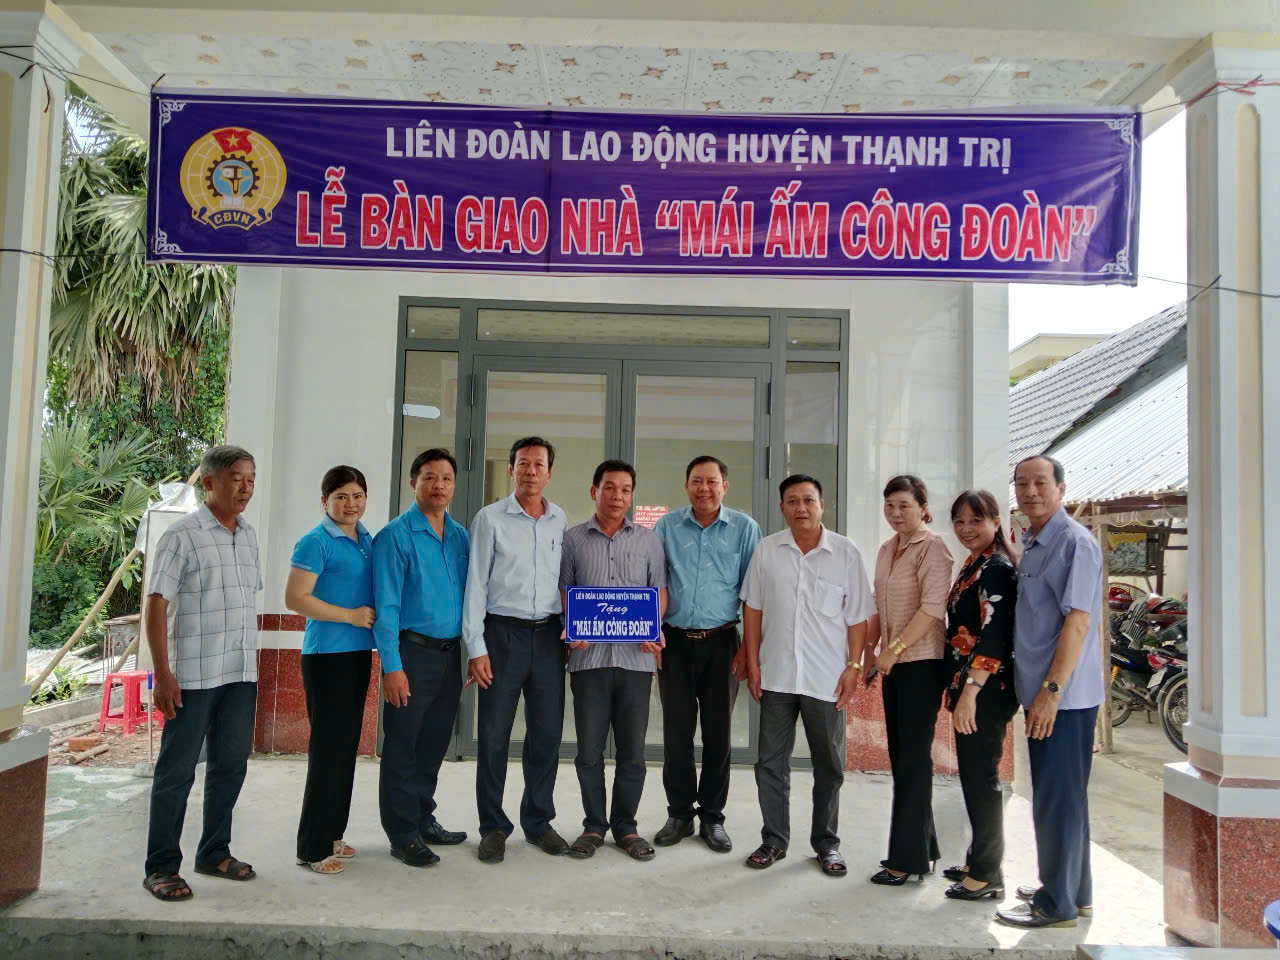 LIÊN ĐOÀN LAO ĐỘNG HUYỆN THẠNH TRỊ
LỄ BÀN GIAO NHÀ “MÁI ẤM CÔNG ĐOÀN”
CĐVN
LIÊN ĐOÀN LAO ĐỘNG HUYỆN THẠNH TRỊ
Tặng
"MÁI ẤM CÔNG ĐOÀN"